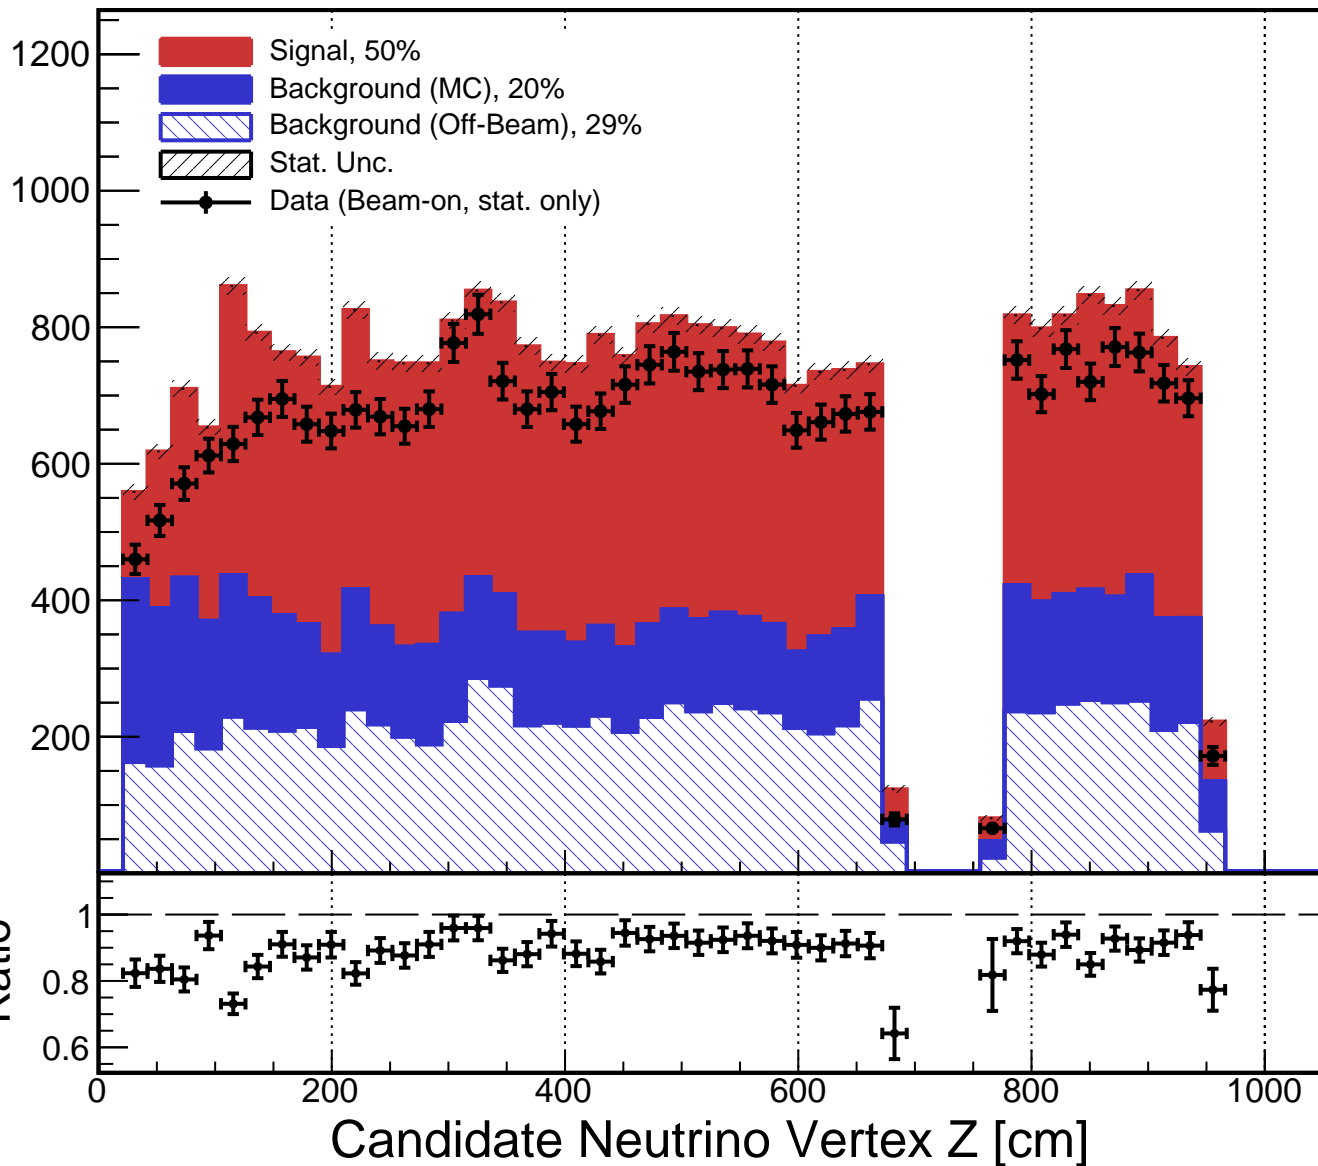 1200
1000
800
600
400
200
Signal, 50%
Background (MC), 20%
Background (Off-Beam), 29%
Stat. Unc.
Data (Beam-on, stat. only)
1
0.8
0.6
0 200 400 600 800 1000
Candidate Neutrino Vertex Z [cm]